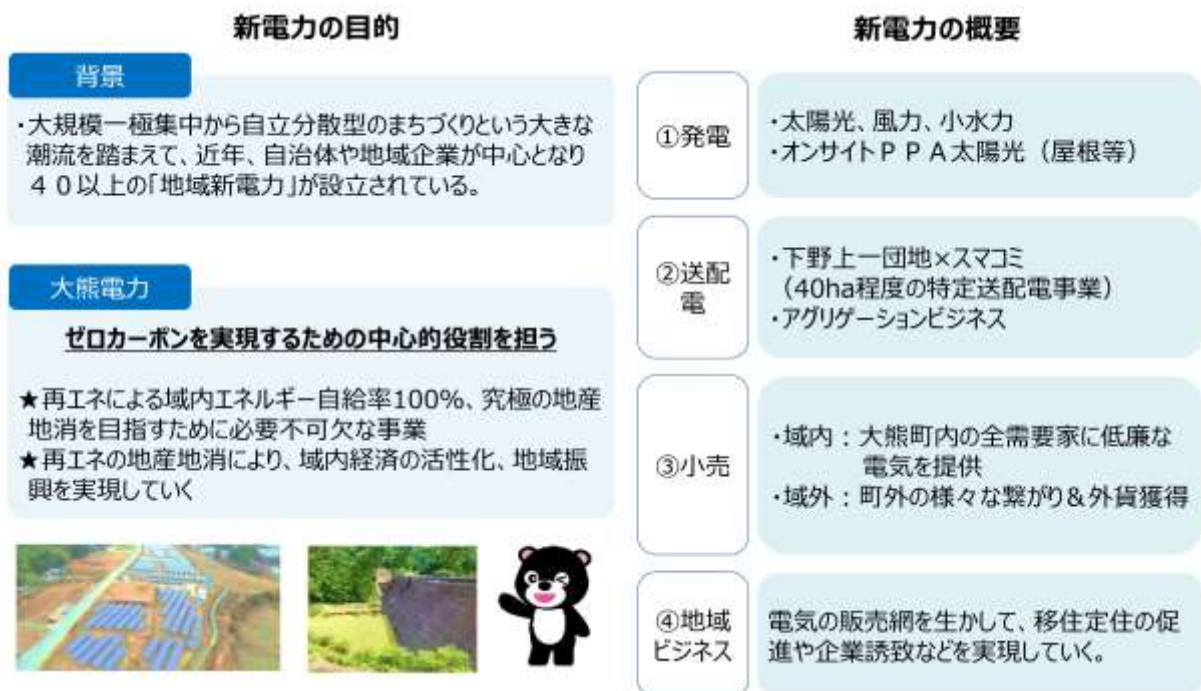 新電力の目的
背景
・大規模一極集中から自立分散型のまちづくりという大きな
潮流を踏まえて、近年、自治体や地域企業が中心となり
４０以上の「地域新電力」が設立されている。
大熊電力
ゼロカーボンを実現するための中心的役割を担う
★再エネによる域内エネルギー自給率100%、究極の地産
地消を目指すために必要不可欠な事業
★再エネの地産地消により、域内経済の活性化、地域振
興を実現していく
新電力の概要
①発電
・太陽光、風力、小水力
・オンサイトＰＰＡ太陽光（屋根等）
②送配
電
・下野上一団地×スマコミ
（40ha程度の特定送配電事業）
・アグリゲーションビジネス
③小売
・域内：大熊町内の全需要家に低廉な
電気を提供
・域外：町外の様々な繋がり＆外貨獲得
④地域
ビジネス
電気の販売網を生かして、移住定住の促
進や企業誘致などを実現していく。